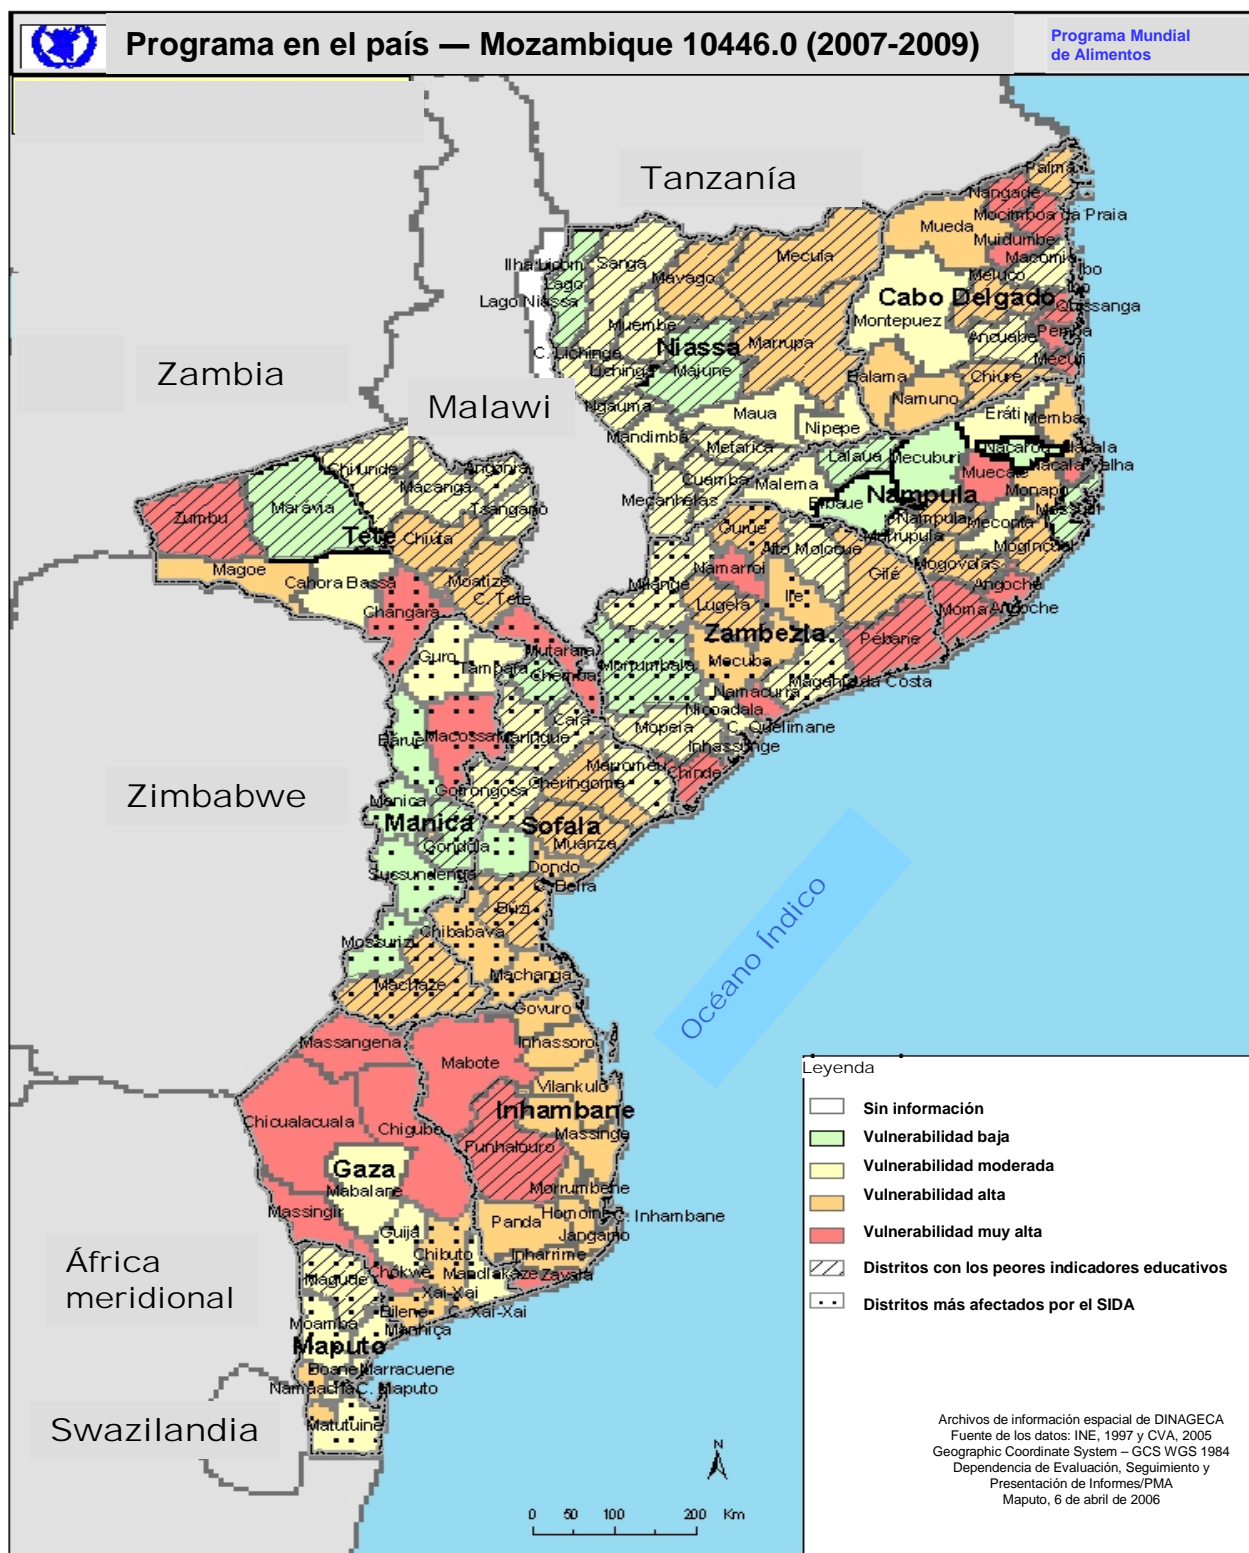 Programa en el país — Mozambique 10446.0 (2007-2009)
Programa Mundial
de Alimentos
Tanzanía
Zambia
Malawi
Zimbabwe
África
meridional
Swazilandia
Océano Índico
Palma
Nangade
Mocimboa da Praia
Mueda
Muidumbe
Macomia
Meluco
Ibo
Ibo
Cabo Delgado
Quissanga
Montepuez
Pemba
Ancuabe
Mecufi
Chiure
Balama
Namuno
Mecula
Sanga
Mavago
Lago
Lago Niassa
Muembe
Niassa
Marrupa
C. Lichinga
Lichinga
Majune
Ngauma
Maua
Mandimba
Nipepe
Metarica
Cuamba
Mecanhelas
Eráti
Memba
Nacaroa
Nacala
Nacala Velha
Lalaua
Mecuburi
Muecate
Malema
Nampula
Monapo
Ribaue
Nampula
Meconta
Mossuril
Murrupula
Mogincual
Mogovolas
Angoche
Angoche
Moma
Gurue
Alto Molocue
Gilé
Namarroi
Milange
Ile
Lugela
Zambezia
Pebane
Morrumbala
Mocuba
Maganja da Costa
Namacurra
Nicoadala
Mopeia
C. Quelimane
Inhassunge
Chinde
Chifunde
Angonia
Macanga
Tsangano
Zumbu
Maravia
Tete
Chiuta
Magoe
Cahora Bassa
Moatize
C. Tete
Changara
Mutarara
Guro
Tambara
Chemba
Caia
Barue
Macossa
Maringue
Marromeu
Cheringoma
Gorongosa
Manica
Manica
Sofala
Gondola
Muanza
Sussundenga
Dondo
C. Beira
Buzi
Chibabava
Mossurize
Machaze
Machanga
Govuro
Massangena
Inhassoro
Mabote
Vilankulo
Chicualacuala
Chigubo
Inhambane
Massinga
Funhalouro
Gaza
Mabalane
Morrumbene
Massingir
Homoine
C. Inhambane
Panda
Jangamo
Guijá
Chibuto
Inharrime
Chókwe
Mandlakaze
Zavala
Magude
Xai-Xai
Bilene
C. Xai-Xai
Moamba
Manhiça
Maputo
Boane
Marracuene
Namaacha
C. Maputo
Matutuine
Leyenda
Sin información
Vulnerabilidad baja
Vulnerabilidad moderada
Vulnerabilidad alta
Vulnerabilidad muy alta
Distritos con los peores indicadores educativos
Distritos más afectados por el SIDA
Archivos de información espacial de DINAGECA
Fuente de los datos: INE, 1997 y CVA, 2005
Geographic Coordinate System – GCS WGS 1984
Dependencia de Evaluación, Seguimiento y
Presentación de Informes/PMA
Maputo, 6 de abril de 2006
N
0 50 100 200 Km